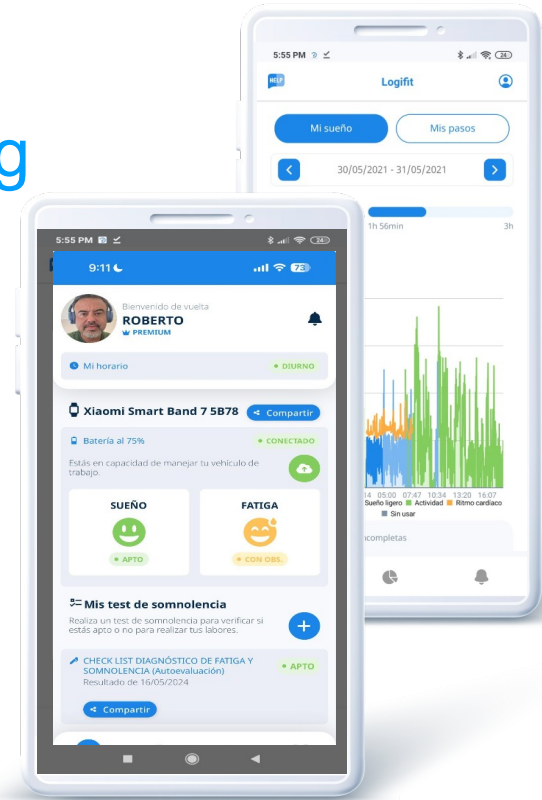 g
5:55 PM
24
HELP
Logifit
Mi sueño
Mis pasos
30/05/2021 - 31/05/2021
1h 56min
3h
14 05:00 07:47 10:34 13:20 16:07
Sueño ligero Actividad Ritmo cardíaco
Sin usar
ncompletas
5:55 PM
24
9:11
73
Bienvenido de vuelta
ROBERTO
PREMIUM
Mi horario
DIURNO
Xiaomi Smart Band 7 5B78
Compartir
Batería al 75%
CONECTADO
Estás en capacidad de manejar tu vehículo de
trabajo.
SUEÑO
FATIGA
APTO
CON OBS.
Mis test de somnolencia
Realiza un test de somnolencia para verificar si
estás apto o no para realizar tus labores.
CHECK LIST DIAGNÓSTICO DE FATIGA Y
SOMNOLENCIA (Autoevaluación)
APTO
Resultado de 16/05/2024
Compartir